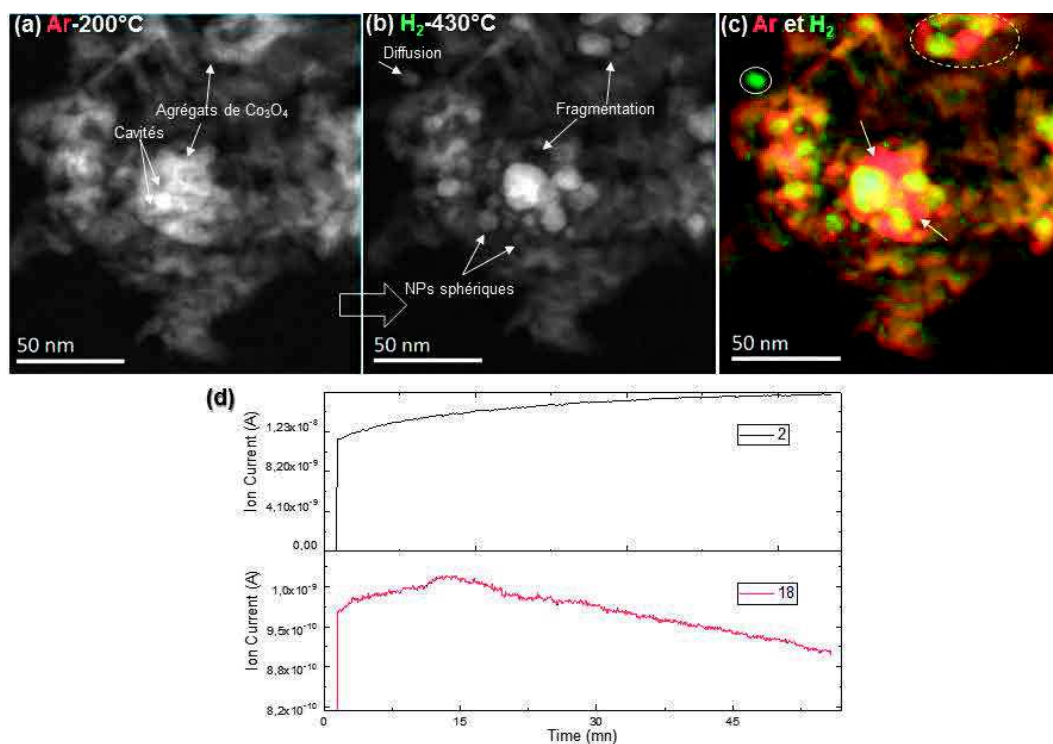 (a) Ar-200°C
Agrégats de Co₃O₄
Cavités
50 nm
(b) H₂-430°C
Diffusion
Fragmentation
NPs sphériques
50 nm
(c) Ar et H₂
50 nm
(d)
Ion Current (A)
1,23x10⁻⁸
8,20x10⁻⁹
4,10x10⁻⁹
0,00
2
Ion Current (A)
1,0x10⁻⁹
9,5x10⁻¹⁰
8,8x10⁻¹⁰
8,2x10⁻¹⁰
18
0 15 30 45
Time (mn)